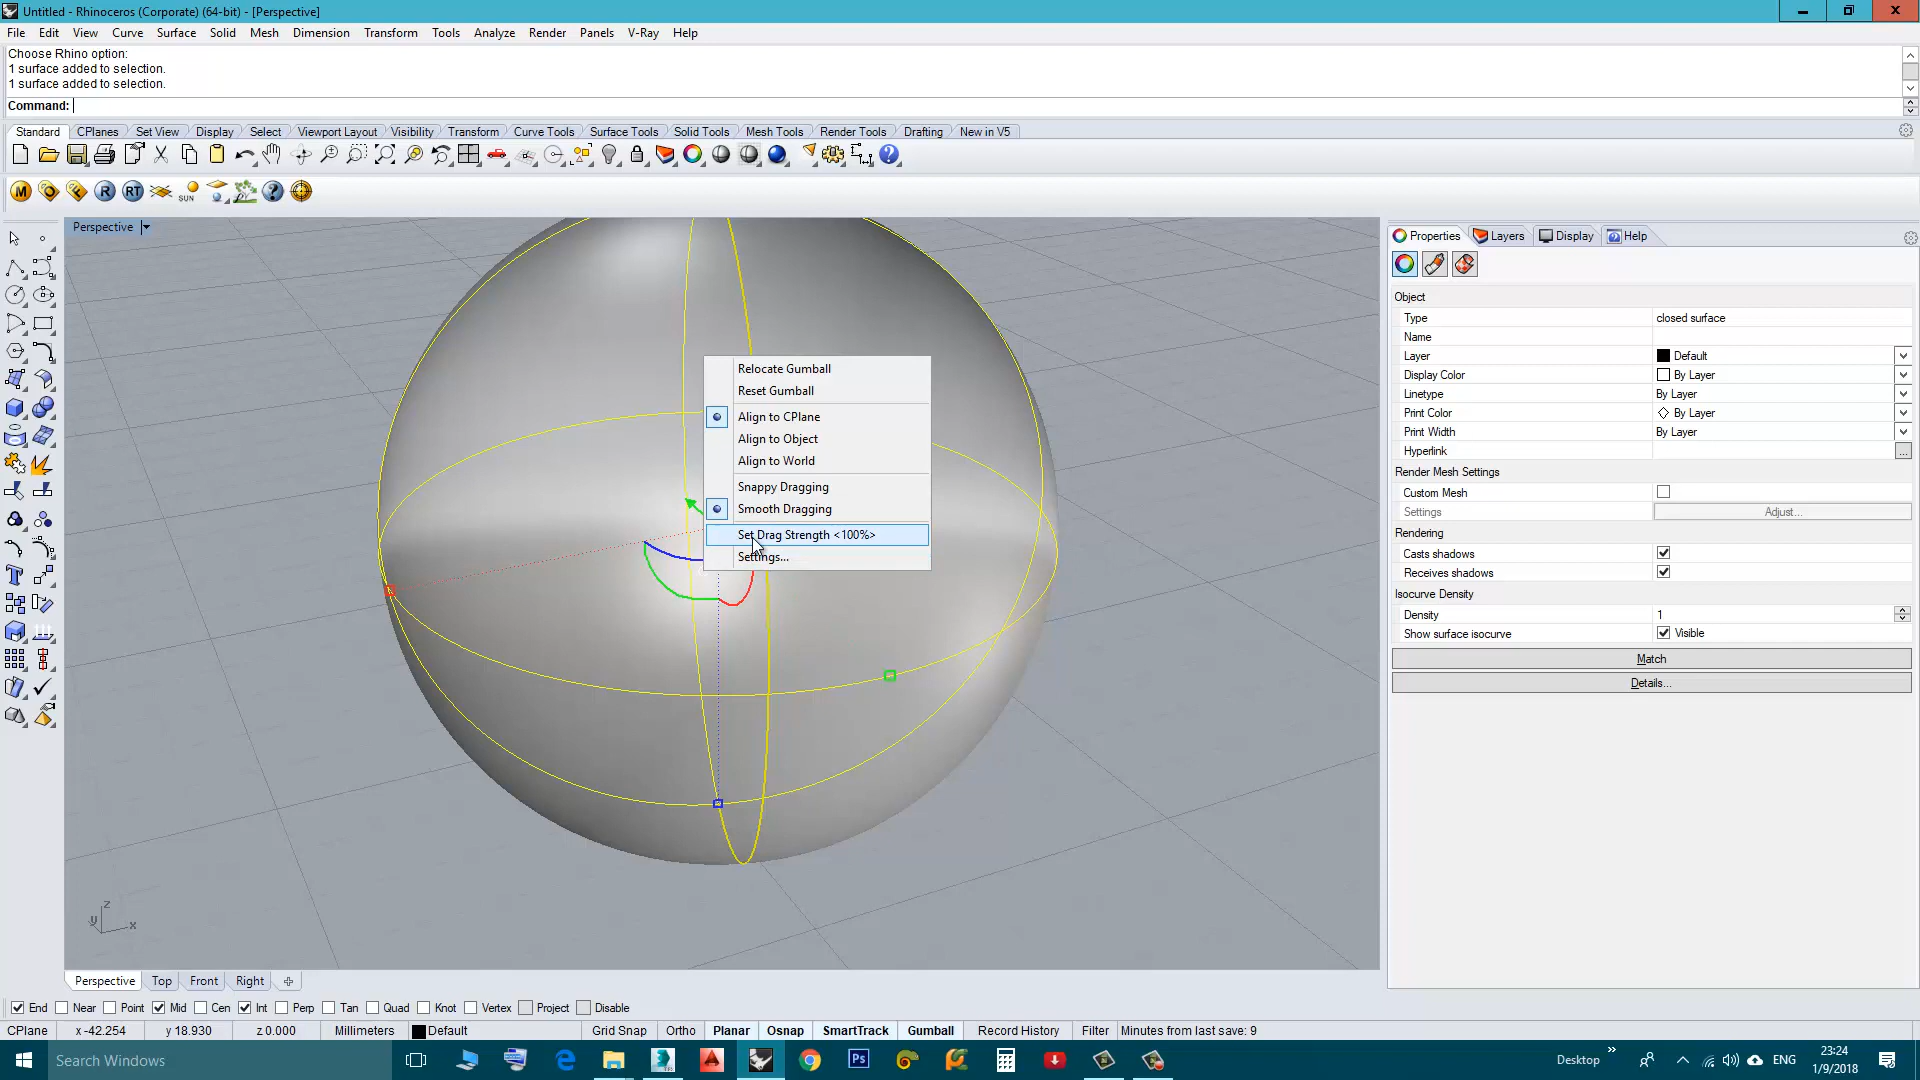 Untitled - Rhinoceros (Corporate) (64-bit) - [Perspective]
File Edit View Curve Surface Solid Mesh Dimension Transform Tools Analyze Render Panels V-Ray Help
Choose Rhino option:
1 surface added to selection.
1 surface added to selection.
Command:
Standard CPlanes Set View Display Select Viewport Layout Visibility Transform Curve Tools Surface Tools Solid Tools Mesh Tools Render Tools Drafting New in V5
M O F R RT SUN
Perspective
Properties Layers Display Help
Object
Type closed surface
Name
Layer Default
Display Color By Layer
Linetype By Layer
Print Color By Layer
Print Width By Layer
Hyperlink ...
Render Mesh Settings
Custom Mesh
Settings Adjust...
Rendering
Casts shadows
Receives shadows
Isocurve Density
Density 1
Show surface isocurve Visible
Match
Details...
Relocate Gumball
Reset Gumball
Align to CPlane
Align to Object
Align to World
Snappy Dragging
Smooth Dragging
Set Drag Strength <100%>
Settings...
z
y
x
Perspective Top Front Right
End Near Point Mid Cen Int Perp Tan Quad Knot Vertex Project Disable
CPlane x -42.254 y 18.930 z 0.000 Millimeters Default Grid Snap Ortho Planar Osnap SmartTrack Gumball Record History Filter Minutes from last save: 9
Search Windows Ps Desktop ENG 23:24
1/9/2018